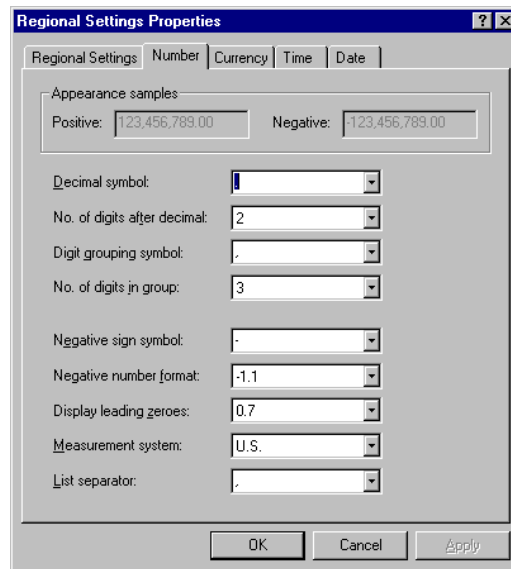 Regional Settings Properties
Regional Settings Number Currency Time Date
Appearance samples
Positive: 123,456,789.00 Negative: -123,456,789.00
Decimal symbol: .
No. of digits after decimal: 2
Digit grouping symbol: ,
No. of digits in group: 3
Negative sign symbol: -
Negative number format: -1.1
Display leading zeroes: 0.7
Measurement system: U.S.
List separator: ,
OK Cancel Apply